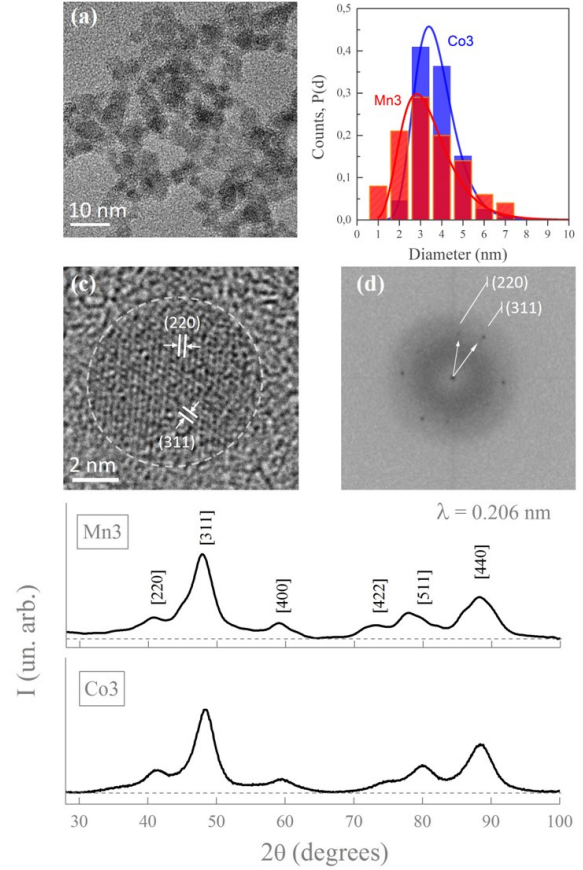 (a)
10 nm
Counts, P(d)
0,5
0,4
0,3
0,2
0,1
0,0
Co3
Mn3
0 1 2 3 4 5 6 7 8 9 10
Diameter (nm)
(c)
(220)
(311)
2 nm
(d)
(220)
(311)
λ = 0.206 nm
I (un. arb.)
Mn3
[220]
[311]
[400]
[422]
[511]
[440]
Co3
30 40 50 60 70 80 90 100
2θ (degrees)